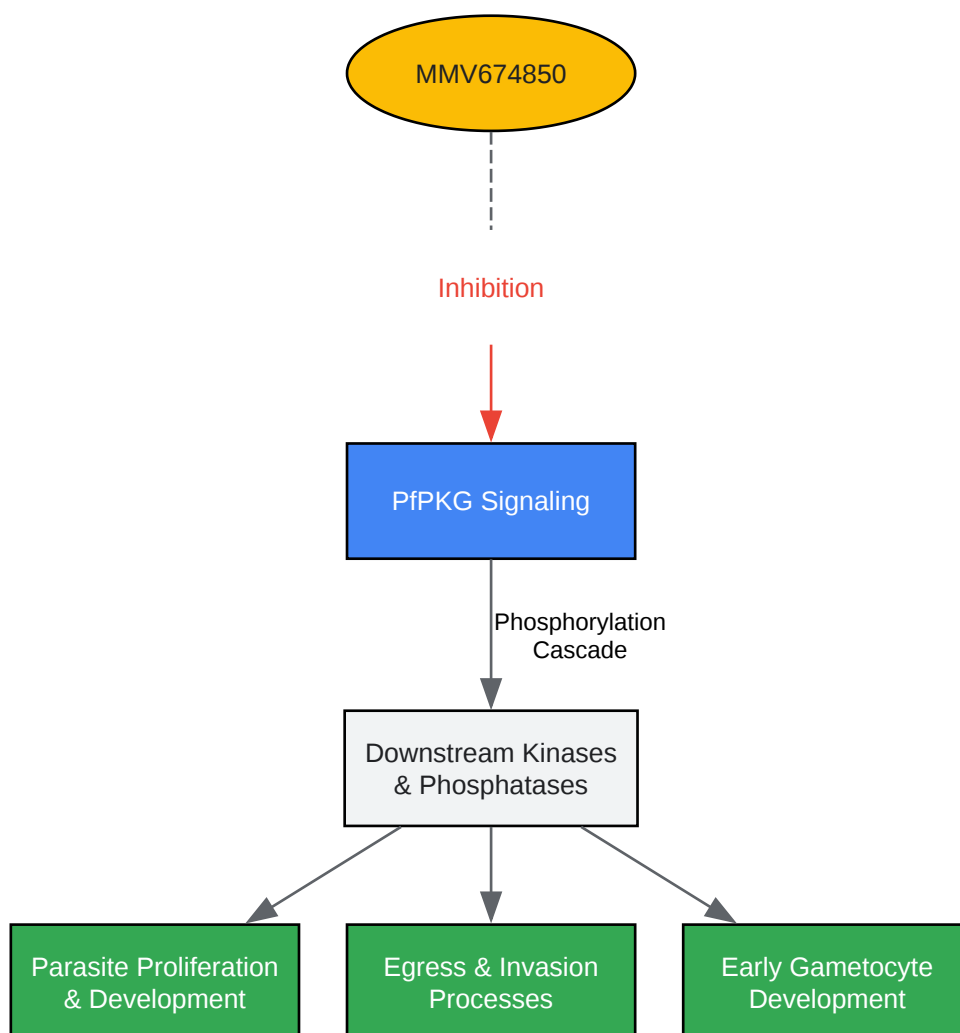 MMV674850
Inhibition
PfPKG Signaling
Phosphorylation
Cascade
Downstream Kinases
& Phosphatases
Parasite Proliferation
& Development
Egress & Invasion
Processes
Early Gametocyte
Development